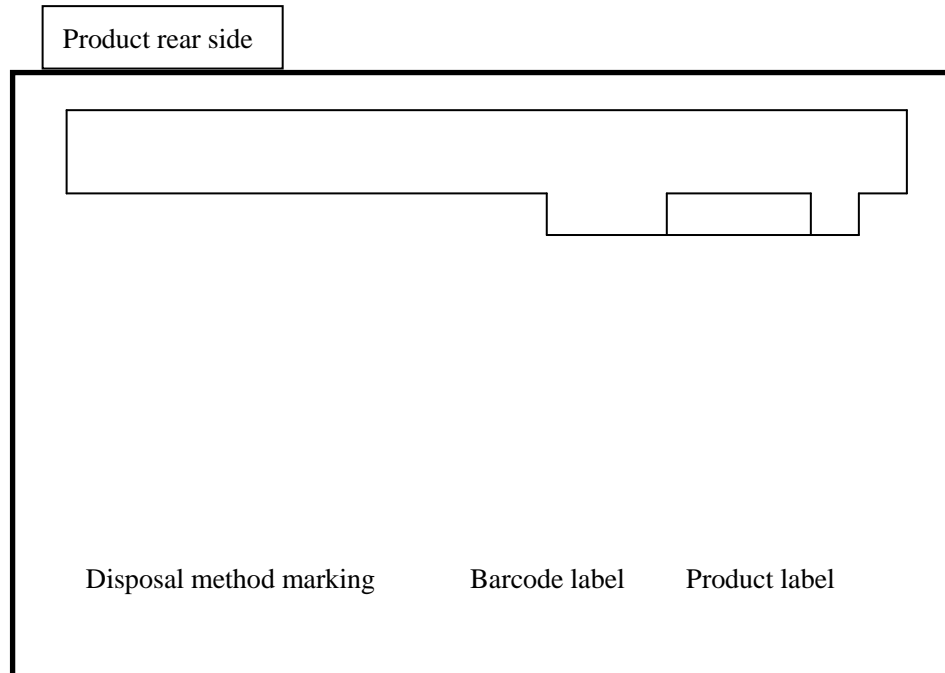 Product rear side
Disposal method marking Barcode label Product label